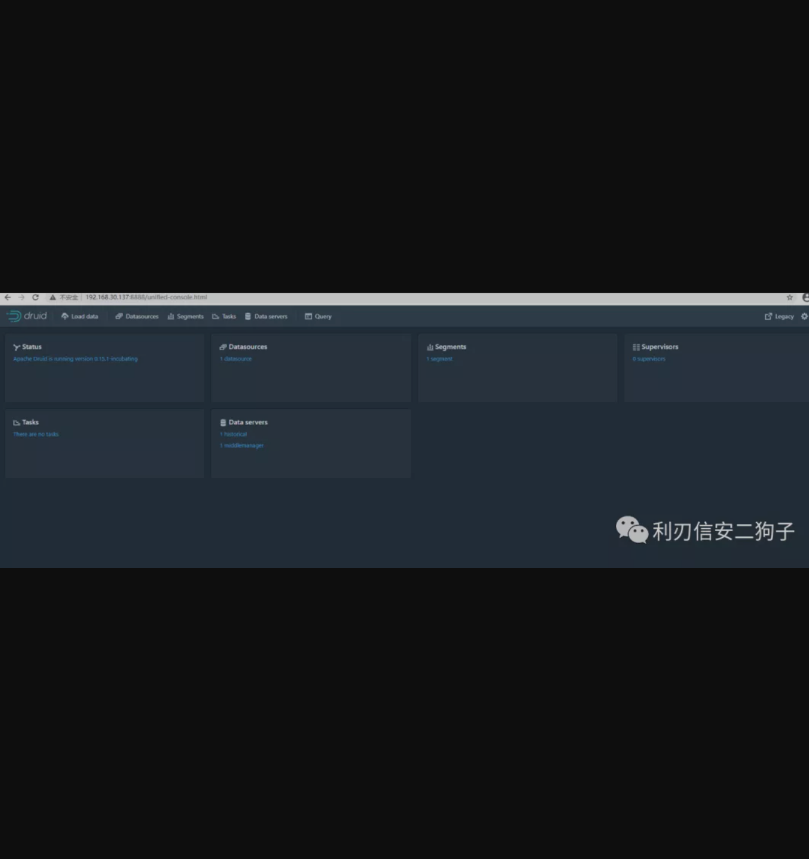 不安全 192.168.30.137:8888/unified-console.html
druid Load data Datasources Segments Tasks Data servers Query Legacy
Status Datasources Segments Supervisors
Apache Druid is running version 0.15.1-incubating 1 datasource 1 segment 0 supervisors
Tasks Data servers
There are no tasks 1 historical
1 middlemanager
利刃信安二狗子